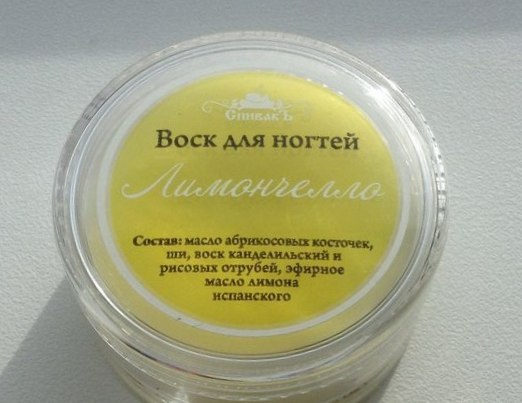 СпивакЪ
Воск для ногтей
Лимончелло
Состав: масло абрикосовых косточек,
ши, воск канделильский и
рисовых отрубей, эфирное
масло лимона
испанского